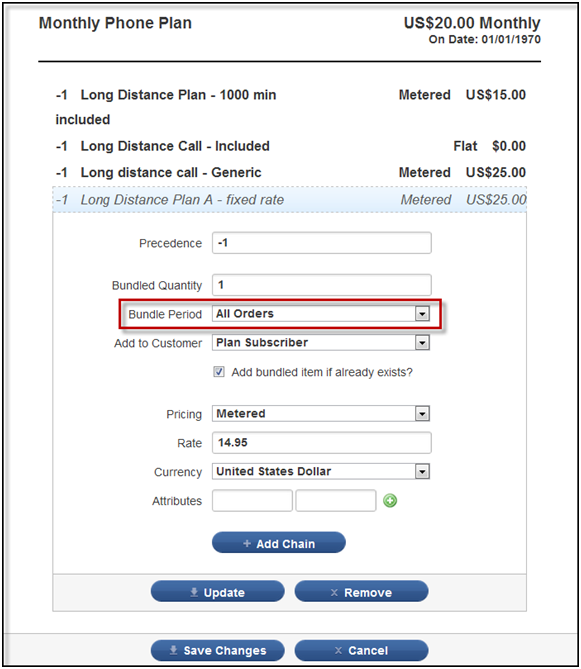 Monthly Phone Plan US$20.00 Monthly
On Date: 01/01/1970
-1 Long Distance Plan - 1000 min included Metered US$15.00
-1 Long Distance Call - Included Flat $0.00
-1 Long distance call - Generic Metered US$25.00
-1 Long Distance Plan A - fixed rate Metered US$25.00
Precedence -1
Bundled Quantity 1
Bundle Period All Orders
Add to Customer Plan Subscriber
Add bundled item if already exists?
Pricing Metered
Rate 14.95
Currency United States Dollar
Attributes
+ Add Chain
Update x Remove
Save Changes x Cancel